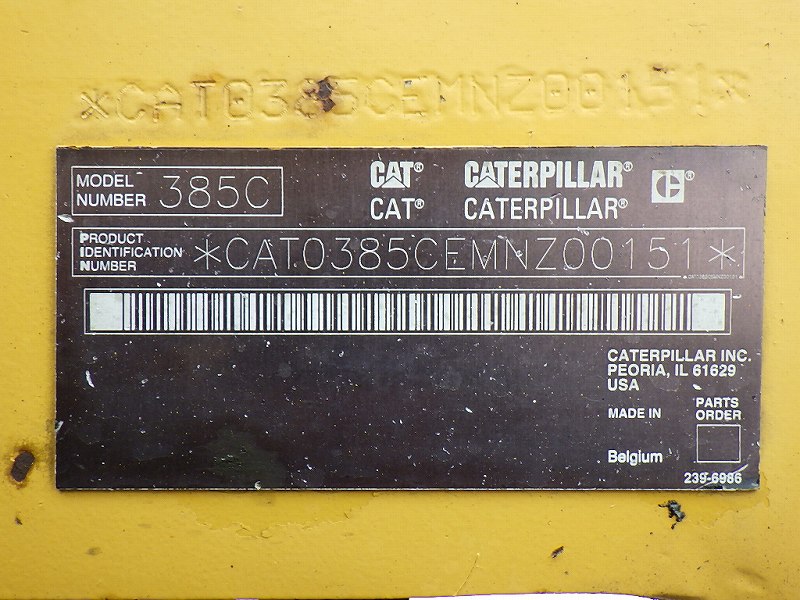 *CAT0385CEMNZ00151*
MODEL NUMBER 385C
CAT® CATERPILLAR® C®
CAT® CATERPILLAR®
PRODUCT IDENTIFICATION NUMBER *CAT0385CEMNZ00151*
CAT0385CEMNZ00151
CATERPILLAR INC.
PEORIA, IL 61629
USA
MADE IN
PARTS
ORDER
Belgium
239-6986